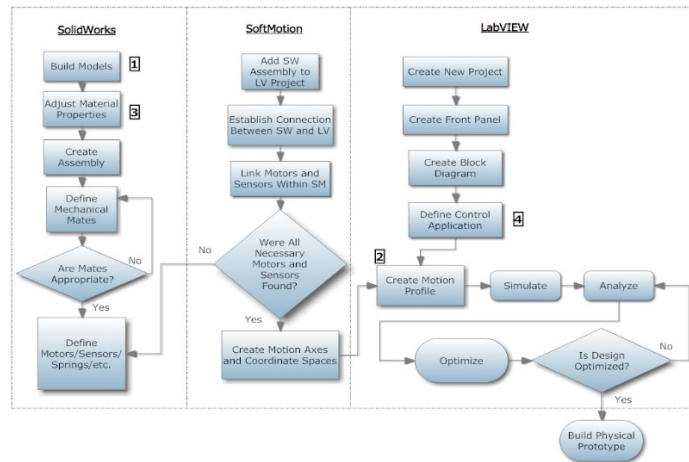 SolidWorks
Build Models
1
Adjust Material
Properties
3
Create
Assembly
Define
Mechanical
Mates
Are Mates
Appropriate?
No
Yes
Define
Motors/Sensors/
Springs/etc.
SoftMotion
Add SW
Assembly to
LV Project
Establish Connection
Between SW and LV
Link Motors and
Sensors Within SM
Were All
Necessary
Motors and
Sensors
Found?
No
Yes
Create Motion Axes
and Coordinate Spaces
LabVIEW
Create New Project
Create Front Panel
Create Block
Diagram
Define Control
Application
4
2
Create Motion
Profile
Simulate
Analyze
Optimize
Is Design
Optimized?
No
Yes
Build Physical
Prototype